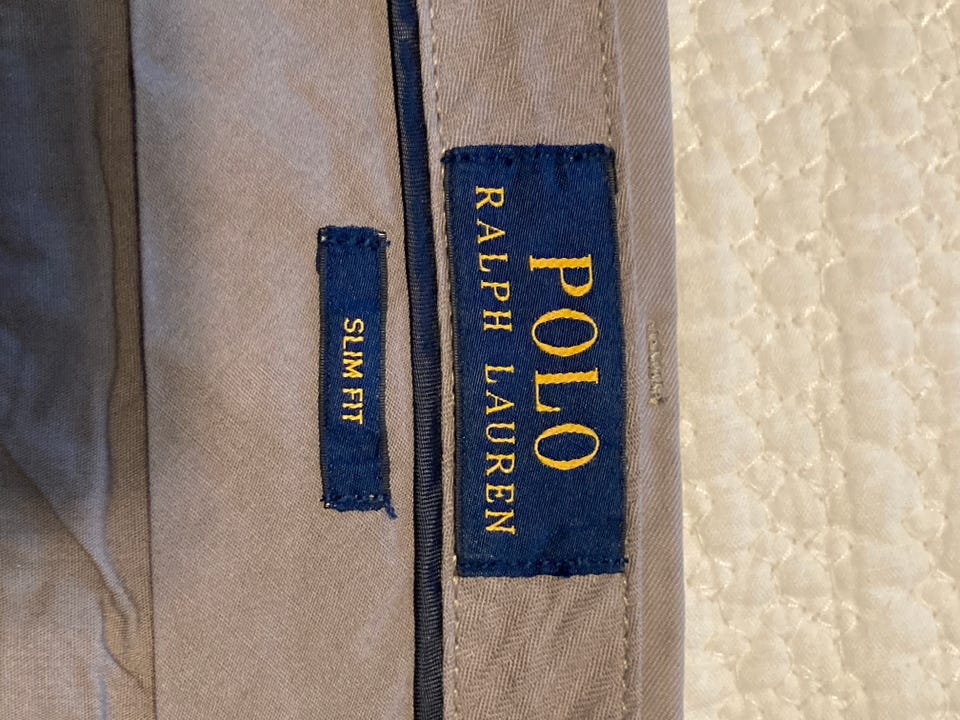 POLO
RALPH LAUREN
SLIM FIT